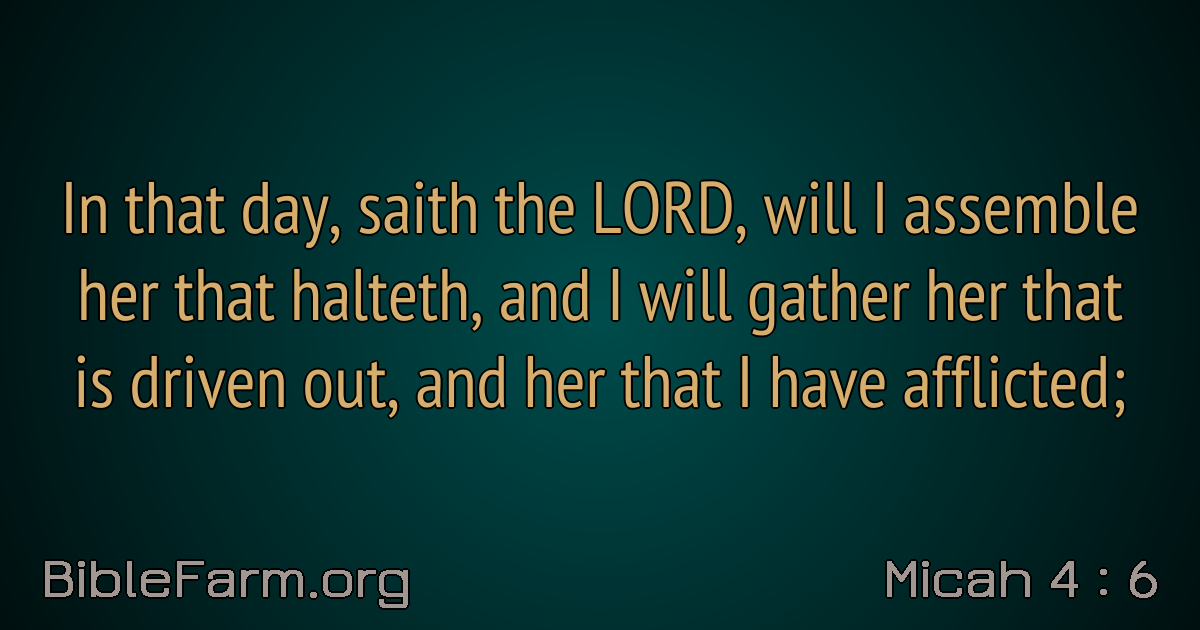 In that day, saith the LORD, will I assemble
her that halteth, and I will gather her that
is driven out, and her that I have afflicted;
BibleFarm.org
Micah 4 : 6